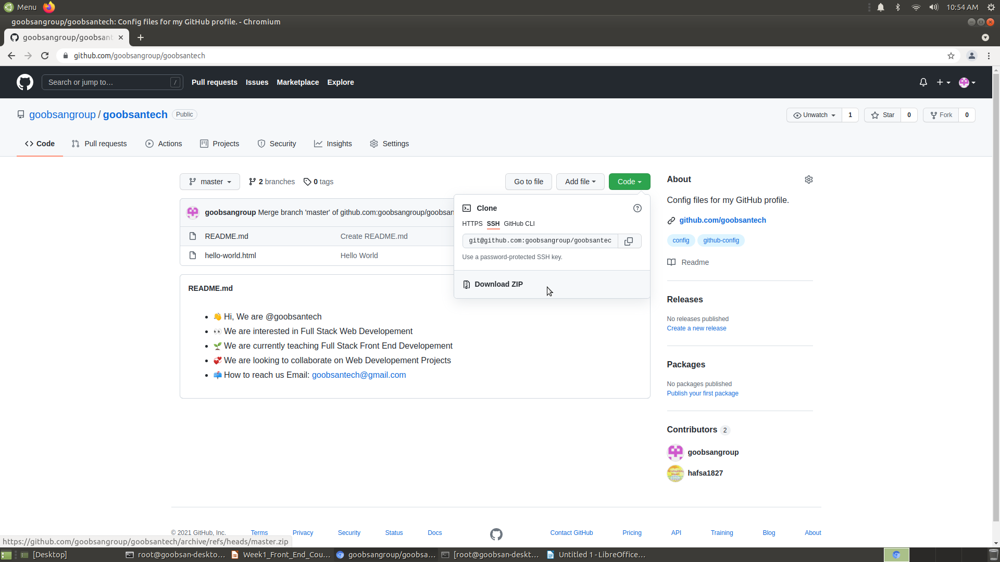 Menu
10:54 AM
goobsangroup/goobsantech: Config files for my GitHub profile. - Chromium
goobsangroup/goobsant
github.com/goobsangroup/goobsantech
Search or jump to…
/
Pull requests
Issues
Marketplace
Explore
goobsangroup / goobsantech
Public
Unwatch
1
Star
0
Fork
0
Code
Pull requests
Actions
Projects
Security
Insights
Settings
master
2 branches
0 tags
Go to file
Add file
Code
goobsangroup Merge branch 'master' of github.com:goobsangroup/goobsan
README.md
Create README.md
hello-world.html
Hello World
Clone
HTTPS
SSH
GitHub CLI
git@github.com:goobsangroup/goobsantec
Use a password-protected SSH key.
Download ZIP
README.md
Hi, We are @goobsantech
We are interested in Full Stack Web Developement
We are currently teaching Full Stack Front End Developement
We are looking to collaborate on Web Developement Projects
How to reach us Email: goobsantech@gmail.com
About
Config files for my GitHub profile.
github.com/goobsantech
config
github-config
Readme
Releases
No releases published
Create a new release
Packages
No packages published
Publish your first package
Contributors 2
goobsangroup
hafsa1827
© 2021 GitHub, Inc.
Terms
Privacy
Security
Status
Docs
Contact GitHub
Pricing
API
Training
Blog
About
https://github.com/goobsangroup/goobsantech/archive/refs/heads/master.zip
[Desktop]
root@goobsan-deskto...
Week1_Front_End_Cou...
goobsangroup/goobsa...
[root@goobsan-deskt...
Untitled 1 - LibreOffice...